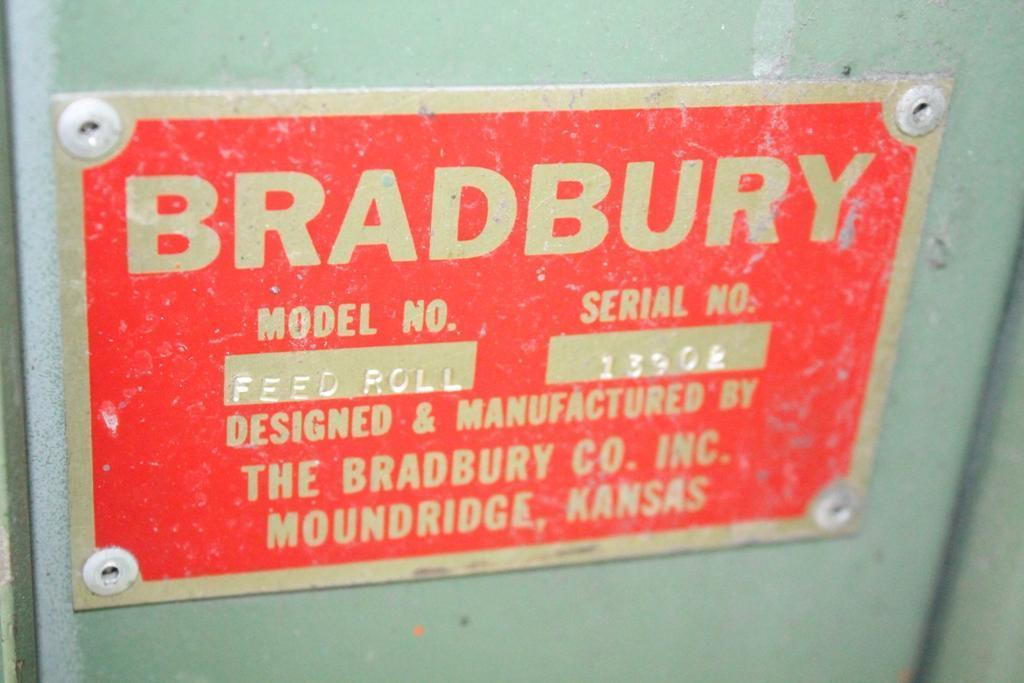 BRADBURY
MODEL NO. SERIAL NO.
FEED ROLL 13902
DESIGNED & MANUFACTURED BY
THE BRADBURY CO. INC.
MOUNDRIDGE, KANSAS